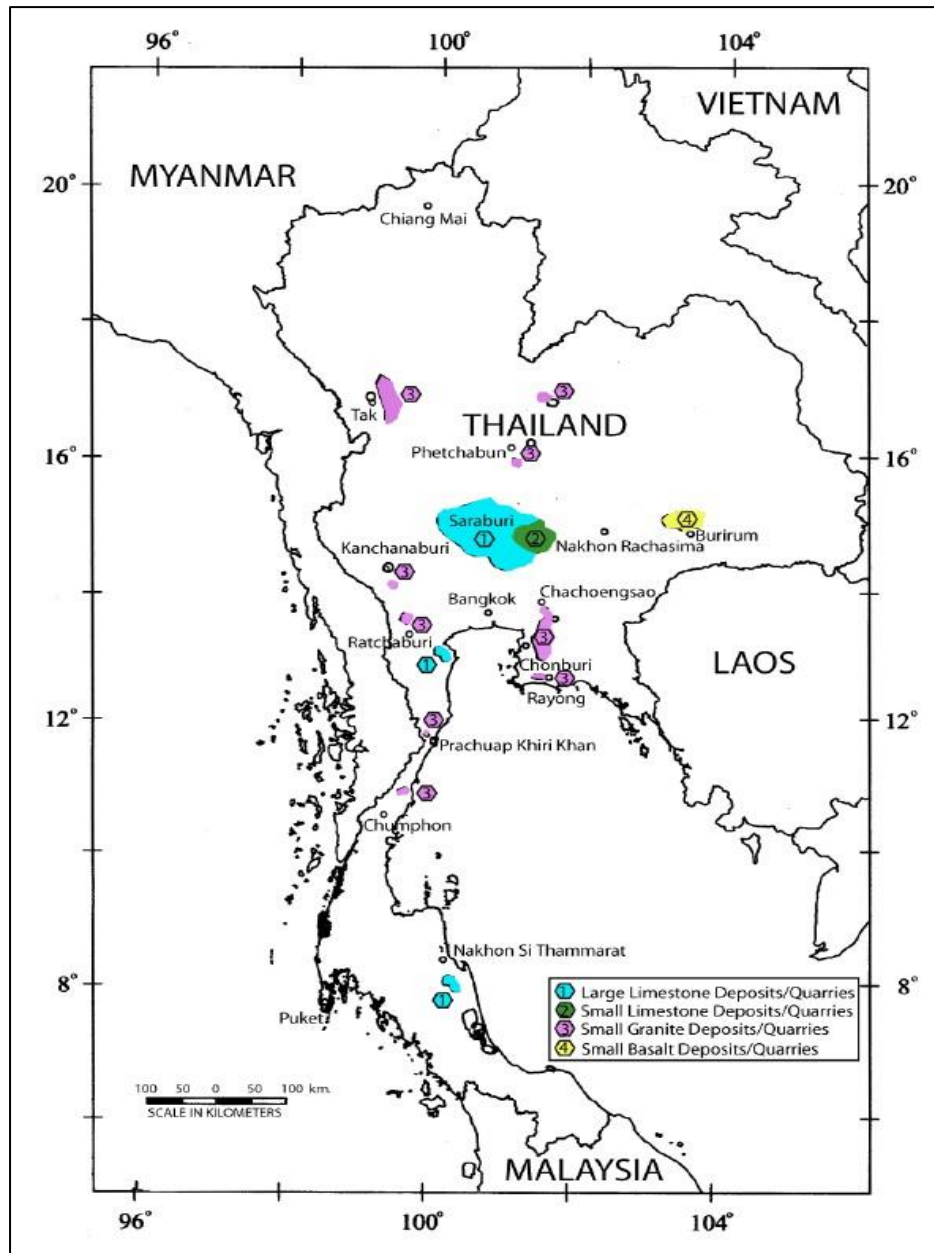 96°
100°
104°
VIETNAM
MYANMAR
20°
20°
Chiang Mai
3
3
Tak
THAILAND
Phetchabun
3
16°
16°
Saraburi
4
1
2
Burirum
Nakhon Rachasima
Kanchanaburi
3
Chachoengsao
Bangkok
3
Ratchaburi
3
1
Chonburi
LAOS
3
Rayong
12°
3
12°
Prachuap Khiri Khan
3
Chumphon
Nakhon Si Thammarat
8°
8°
1
Puket
1 Large Limestone Deposits/Quarries
2 Small Limestone Deposits/Quarries
3 Small Granite Deposits/Quarries
4 Small Basalt Deposits/Quarries
100 50 0 50 100 km.
SCALE IN KILOMETERS
MALAYSIA
96°
100°
104°